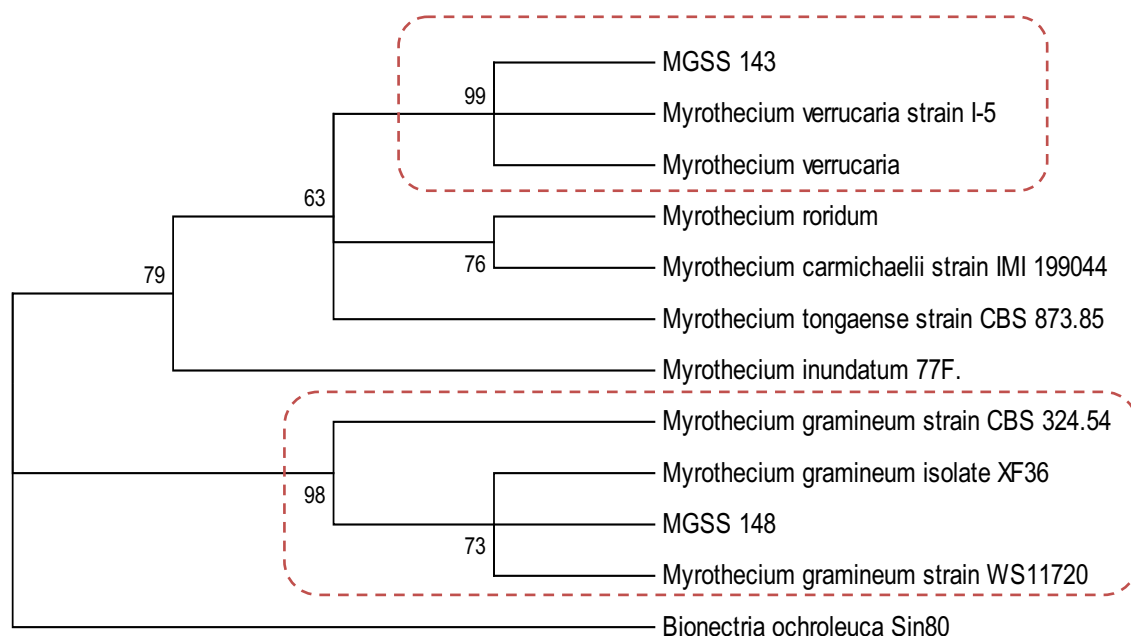 MGSS 143
99
Myrothecium verrucaria strain I-5
Myrothecium verrucaria
63
Myrothecium roridum
76
Myrothecium carmichaelii strain IMI 199044
79
Myrothecium tongaense strain CBS 873.85
Myrothecium inundatum 77F.
Myrothecium gramineum strain CBS 324.54
Myrothecium gramineum isolate XF36
98
MGSS 148
73
Myrothecium gramineum strain WS11720
Bionectria ochroleuca Sin80